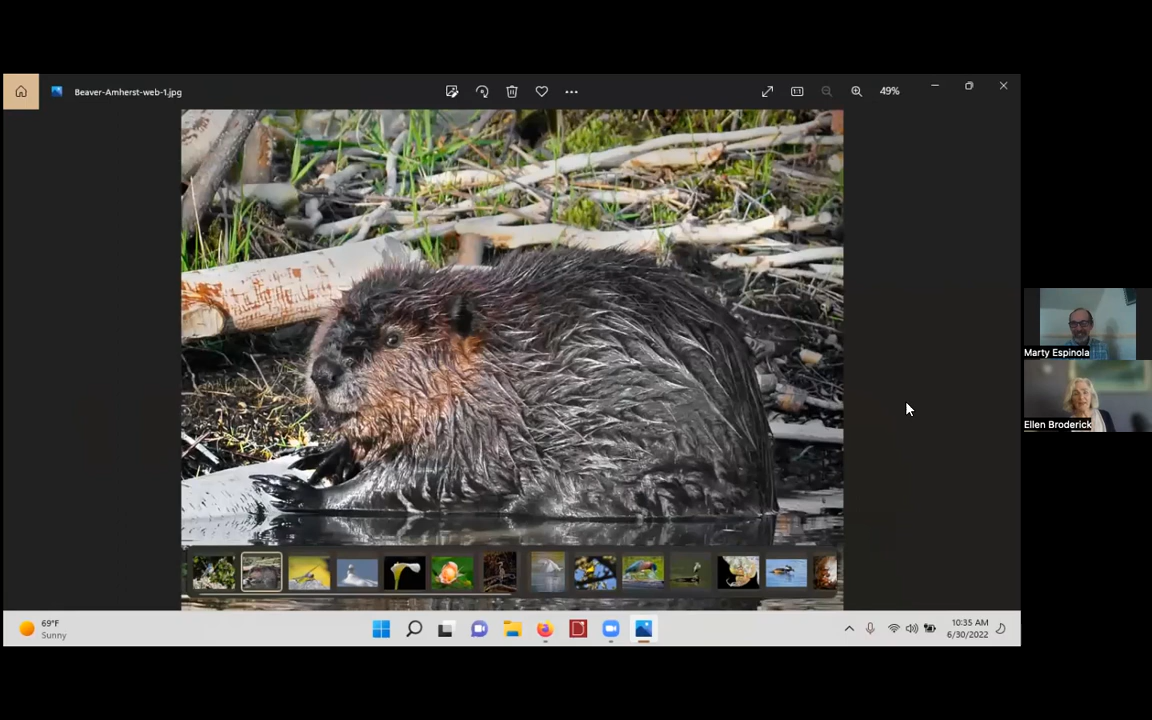 Beaver-Amherst-web-1.jpg
49%
Marty Espinola
Ellen Broderick
69°F
Sunny
10:35 AM
6/30/2022